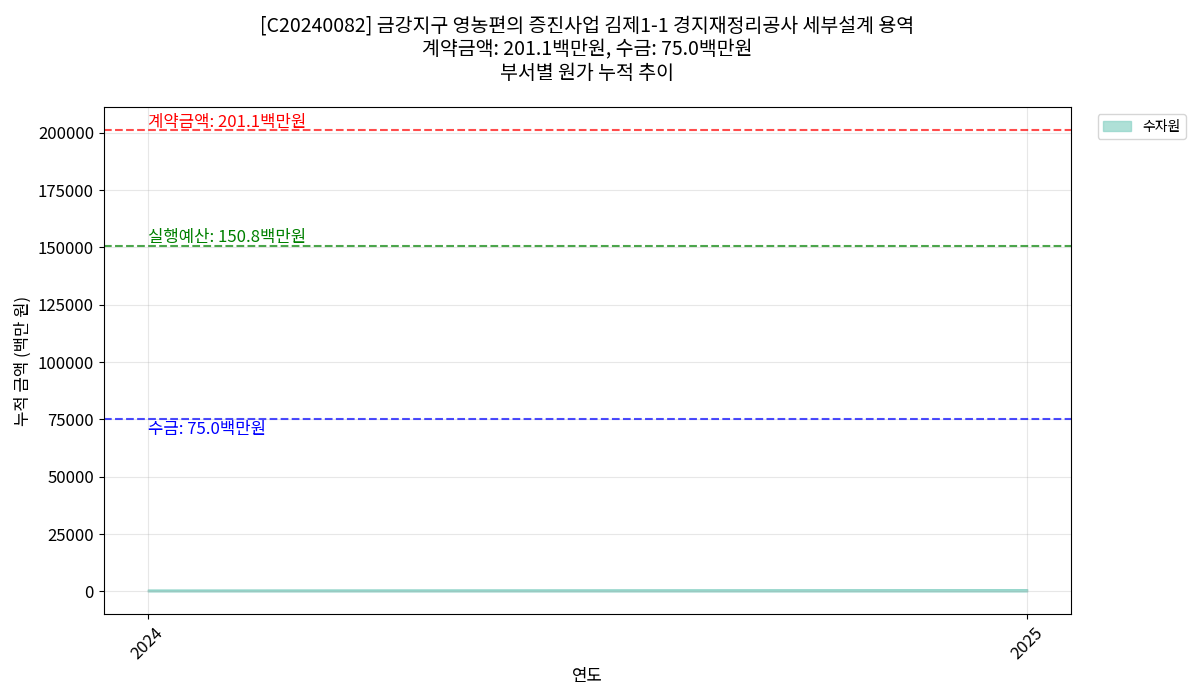 [C20240082] 금강지구 영농편의 증진사업 김제1-1 경지재정리공사 세부설계 용역
계약금액: 201.1백만원, 수금: 75.0백만원
부서별 원가 누적 추이
계약금액: 201.1백만원
실행예산: 150.8백만원
수금: 75.0백만원
수자원
누적 금액 (백만 원)
200000
175000
150000
125000
100000
75000
50000
25000
0
2024
2025
연도